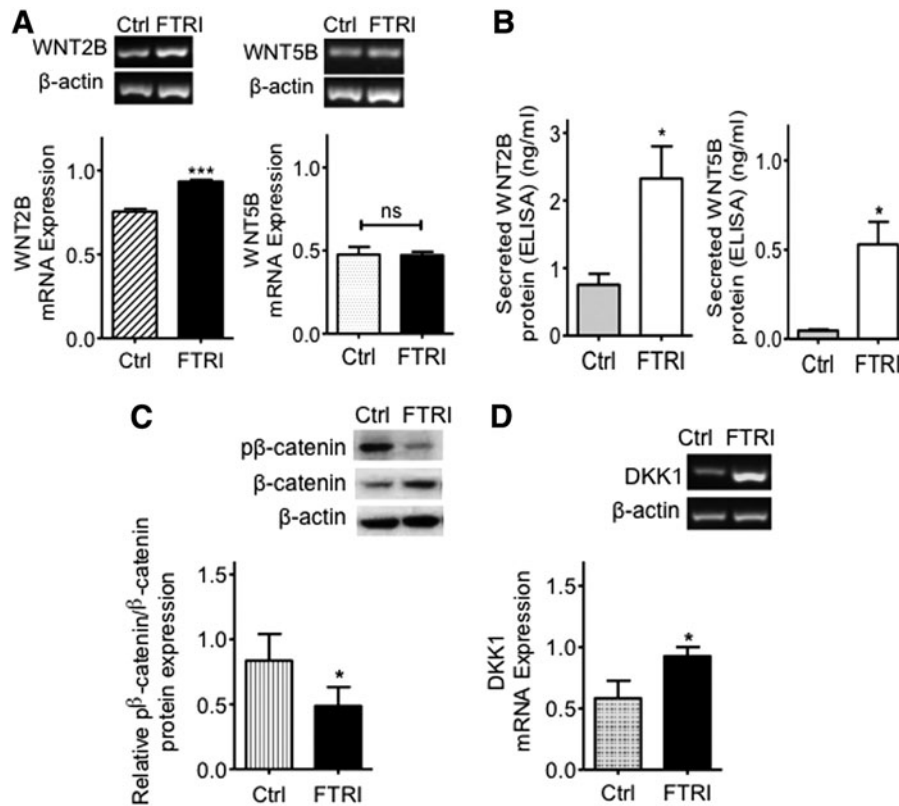 A
Ctrl FTRI
WNT2B
β-actin
WNT2B
mRNA Expression
1.0
***
0.5
0.0
Ctrl
FTRI
Ctrl FTRI
WNT5B
β-actin
WNT5B
mRNA Expression
1.0
ns
0.5
0.0
Ctrl
FTRI
B
Secreted WNT2B
protein (ELISA) (ng/ml)
3
*
2
1
0
Ctrl
FTRI
Secreted WNT5B
protein (ELISA) (ng/ml)
1.0
*
0.5
0.0
Ctrl
FTRI
C
Ctrl FTRI
pβ-catenin
β-catenin
β-actin
Relative pβ-catenin/β-catenin
protein expression
1.5
1.0
*
0.5
0.0
Ctrl
FTRI
D
Ctrl FTRI
DKK1
β-actin
DKK1
mRNA Expression
1.5
1.0
*
0.5
0.0
Ctrl
FTRI